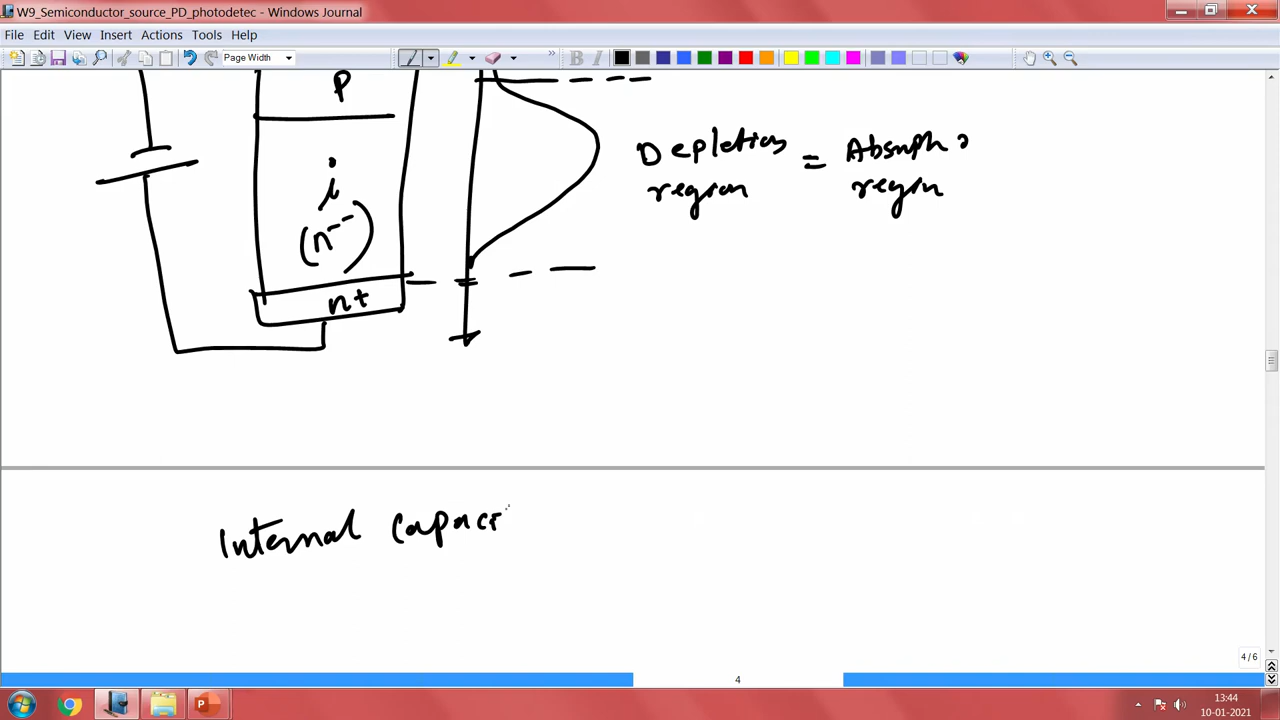 W9_Semiconductor_source_PD_photodetec - Windows Journal
File Edit View Insert Actions Tools Help
Page Width
P
i
(n--)
n+
Depletion = 
region
region
Internal capaci
4/6
4
13:44
10-01-2021